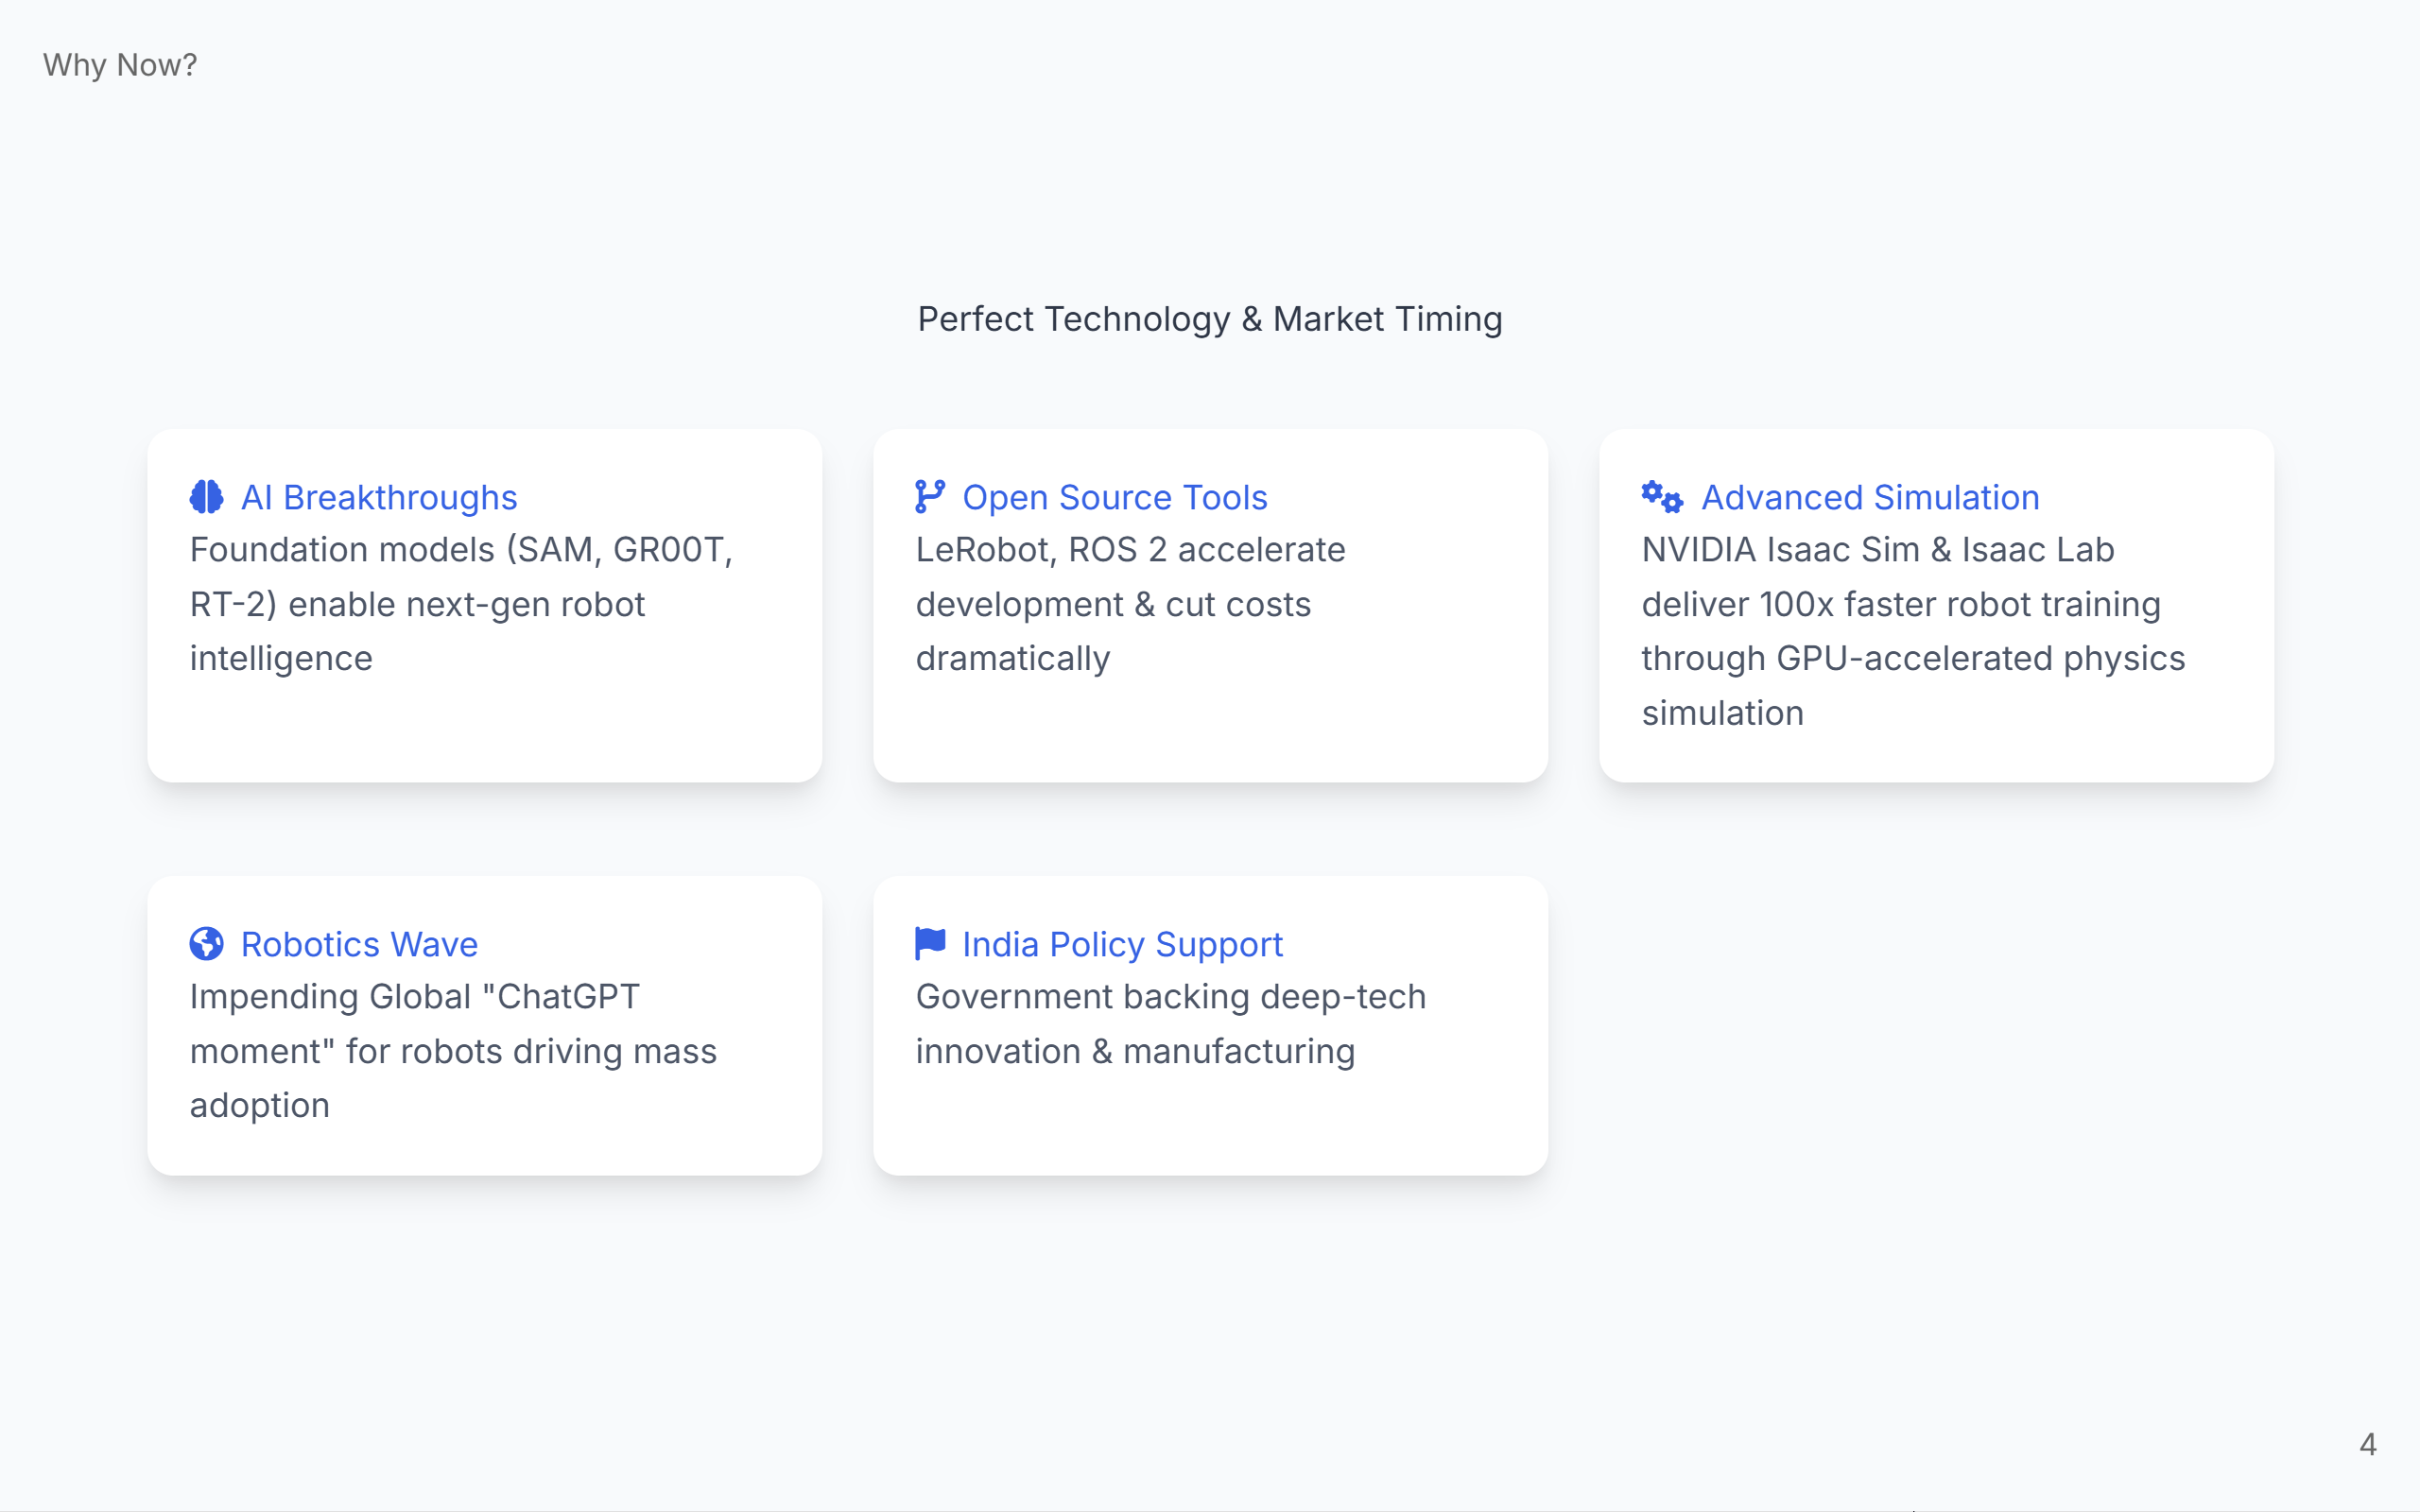 Why Now?
Perfect Technology & Market Timing
AI Breakthroughs
Foundation models (SAM, GR00T,
RT-2) enable next-gen robot
intelligence
Open Source Tools
LeRobot, ROS 2 accelerate
development & cut costs
dramatically
Advanced Simulation
NVIDIA Isaac Sim & Isaac Lab
deliver 100x faster robot training
through GPU-accelerated physics
simulation
Robotics Wave
Impending Global "ChatGPT
moment" for robots driving mass
adoption
India Policy Support
Government backing deep-tech
innovation & manufacturing
4